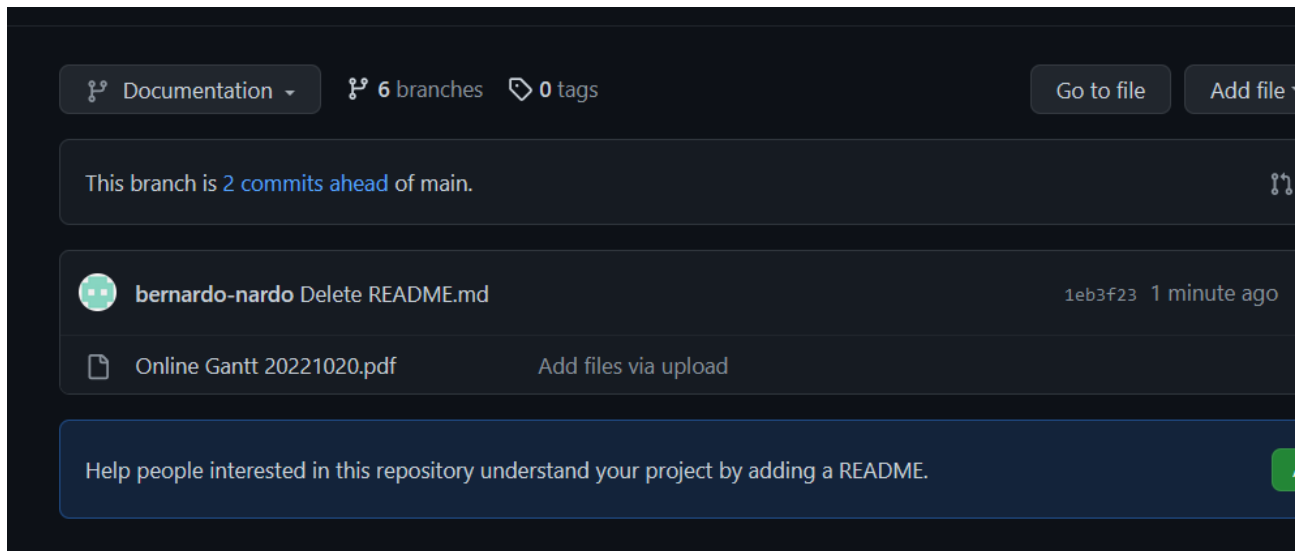 Documentation 6 branches 0 tags Go to file Add file
This branch is 2 commits ahead of main.
bernardo-nardo Delete README.md 1eb3f23 1 minute ago
Online Gantt 20221020.pdf Add files via upload
Help people interested in this repository understand your project by adding a README.